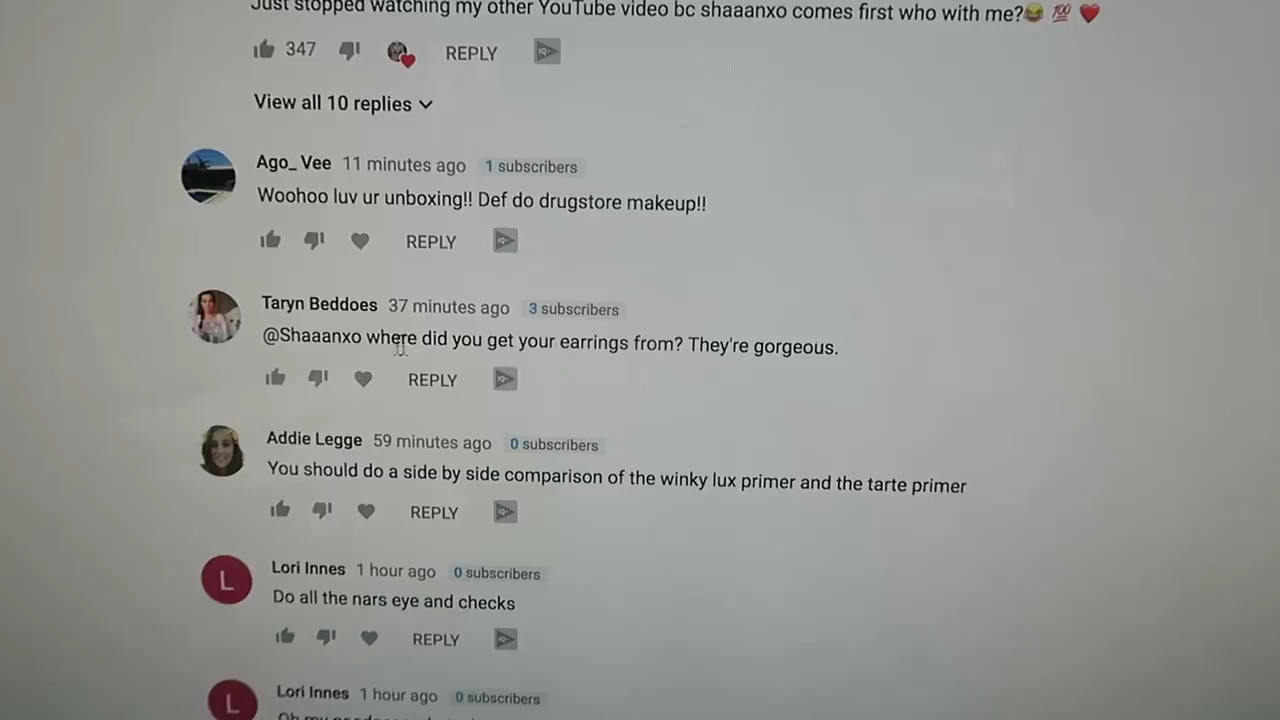 Just stopped watching my other YouTube video bc shaaanxo comes first who with me?😂 💯 ❤️
347 REPLY
View all 10 replies
Ago_ Vee 11 minutes ago 1 subscribers
Woohoo luv ur unboxing!! Def do drugstore makeup!!
REPLY
Taryn Beddoes 37 minutes ago 3 subscribers
@Shaaanxo where did you get your earrings from? They're gorgeous.
REPLY
Addie Legge 59 minutes ago 0 subscribers
You should do a side by side comparison of the winky lux primer and the tarte primer
REPLY
L Lori Innes 1 hour ago 0 subscribers
Do all the nars eye and checks
REPLY
L Lori Innes 1 hour ago 0 subscribers
Oh my